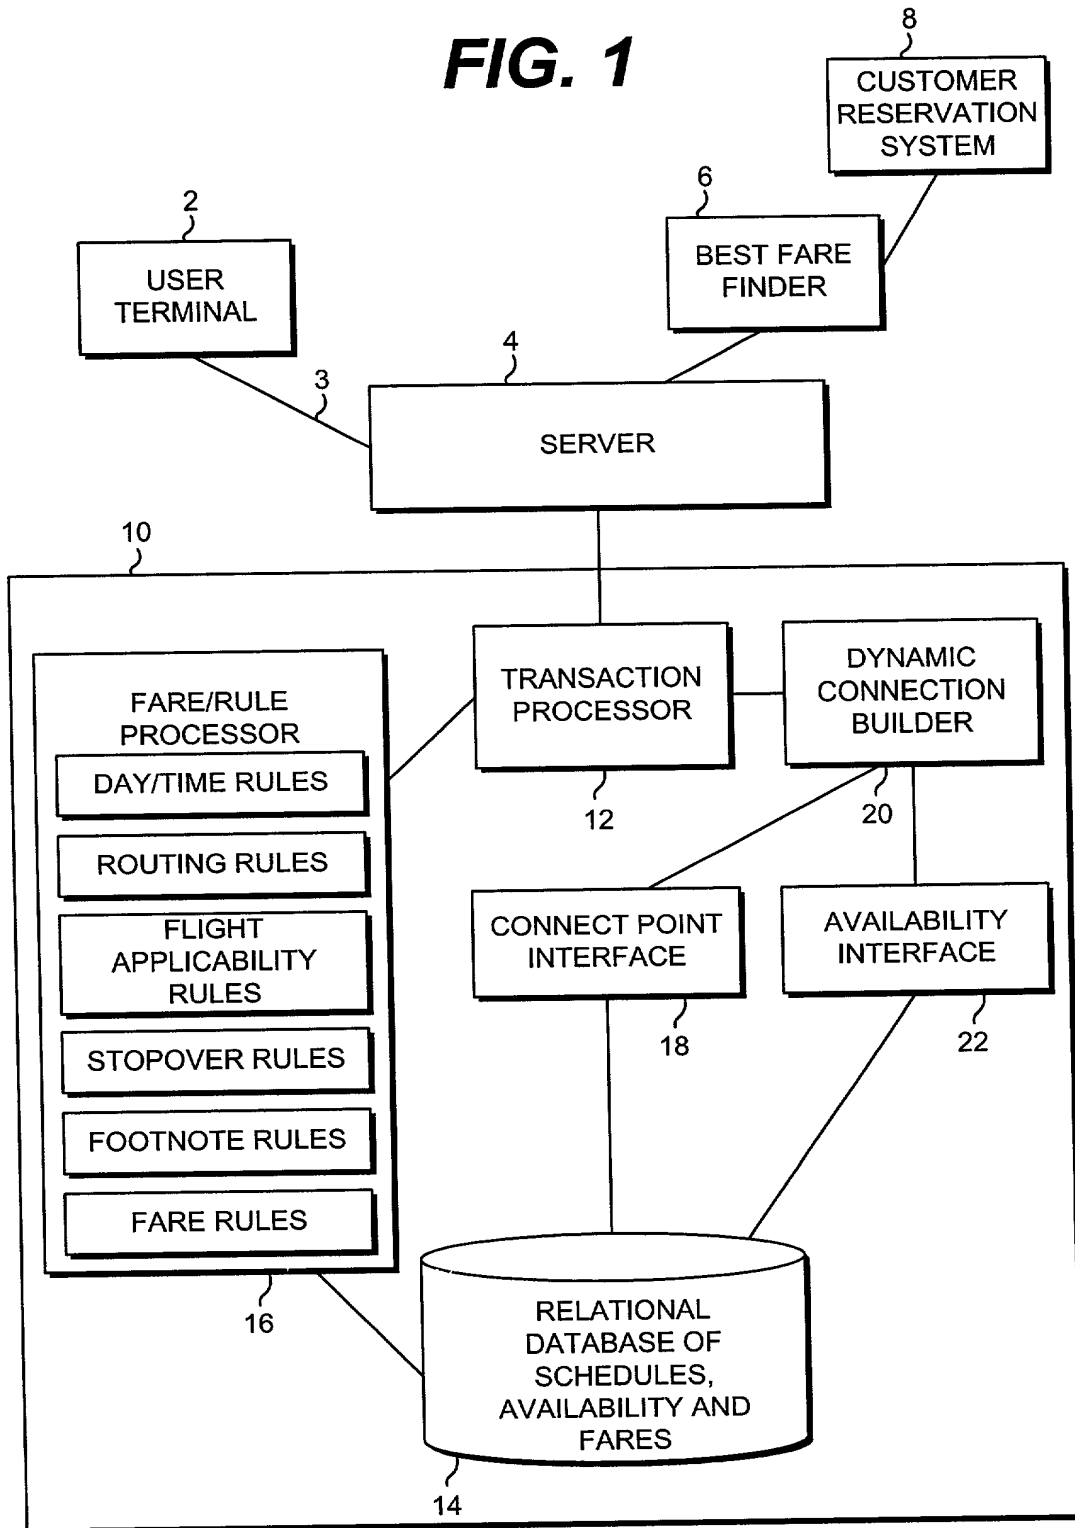 FIG. 1
8
CUSTOMER
RESERVATION
SYSTEM
6
BEST FARE
FINDER
2
USER
TERMINAL
3
4
SERVER
10
FARE/RULE
PROCESSOR
DAY/TIME RULES
ROUTING RULES
FLIGHT
APPLICABILITY
RULES
STOPOVER RULES
FOOTNOTE RULES
FARE RULES
16
TRANSACTION
PROCESSOR
12
DYNAMIC
CONNECTION
BUILDER
20
CONNECT POINT
INTERFACE
18
AVAILABILITY
INTERFACE
22
RELATIONAL
DATABASE OF
SCHEDULES,
AVAILABILITY AND
FARES
14